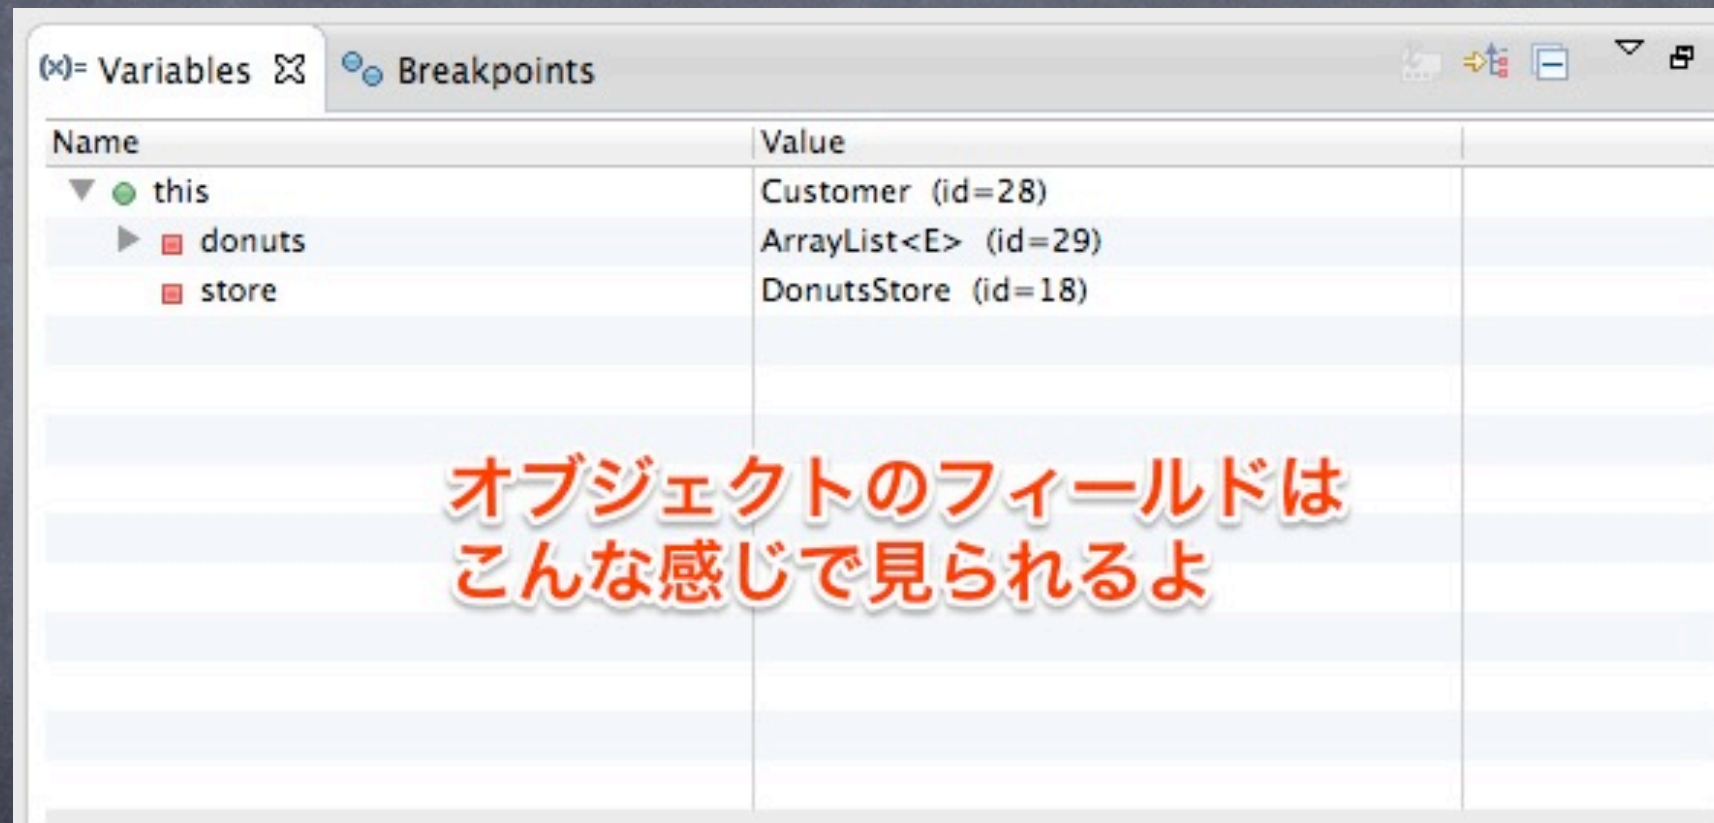 (x)= Variables Breakpoints
Name Value
this Customer (id=28)
donuts ArrayList<E> (id=29)
store DonutsStore (id=18)
オブジェクトのフィールドは
こんな感じで見られるよ